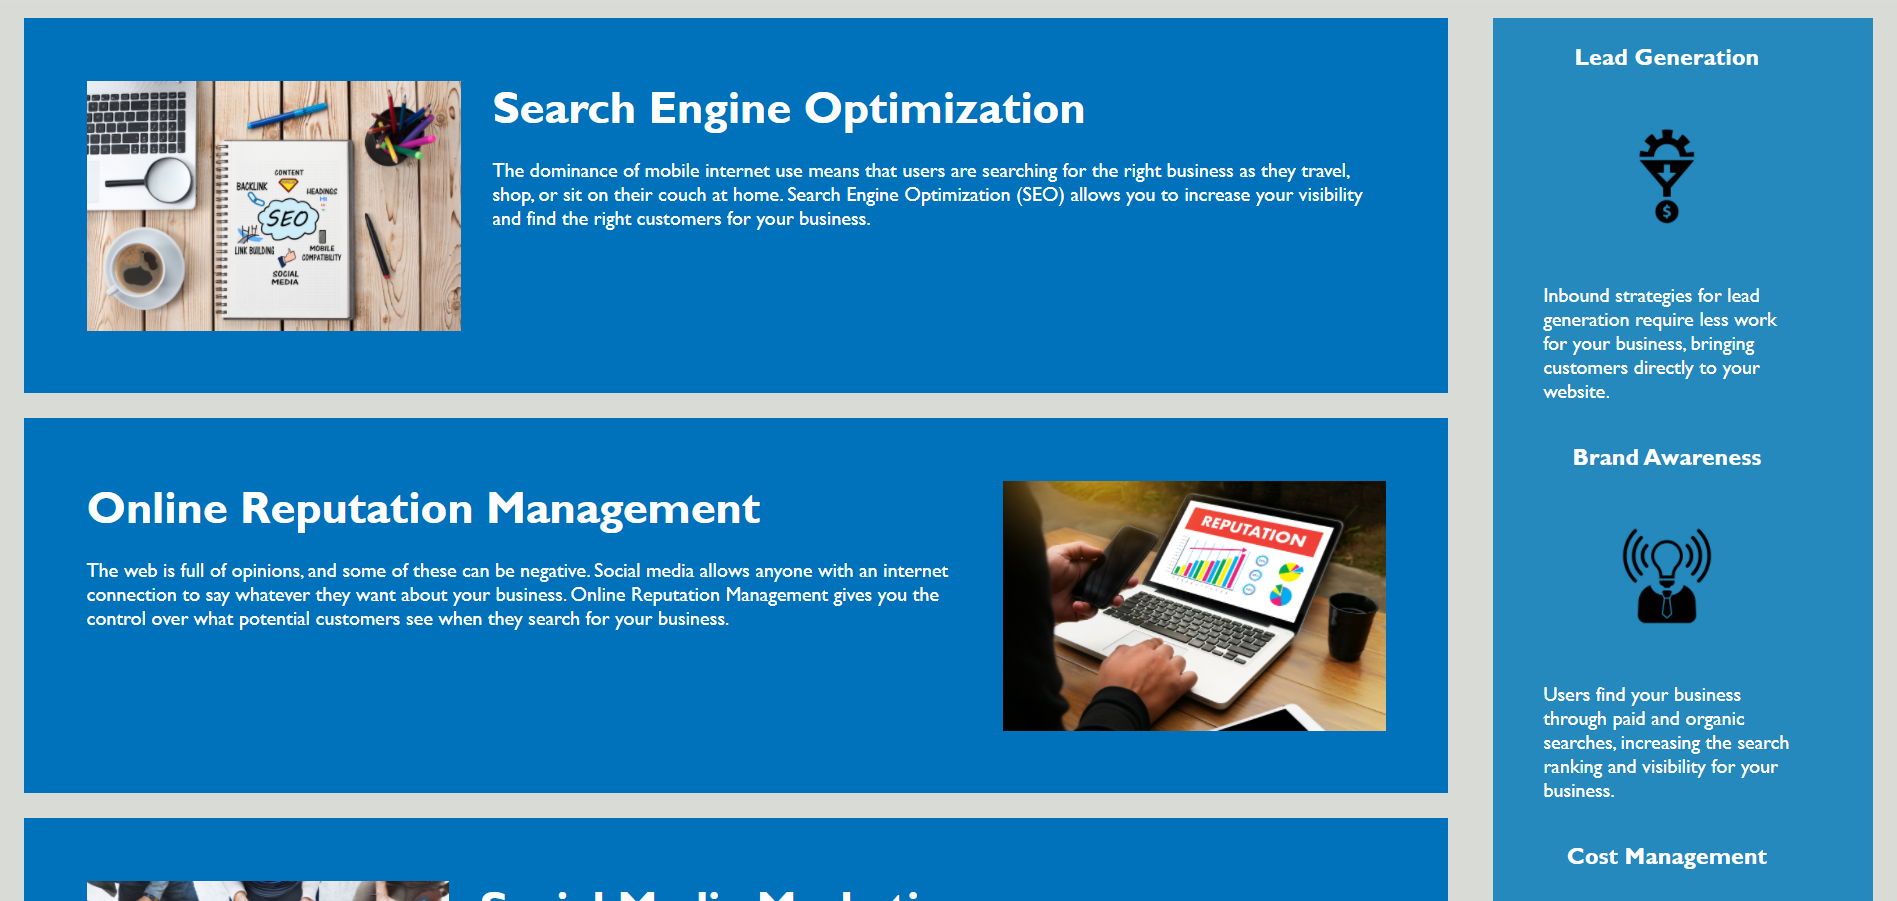 Search Engine Optimization
The dominance of mobile internet use means that users are searching for the right business as they travel,
shop, or sit on their couch at home. Search Engine Optimization (SEO) allows you to increase your visibility
and find the right customers for your business.
CONTENT
BACKLINK
HEADINGS
H1
SEO
LINK BUILDING
MOBILE
COMPATIBILITY
SOCIAL
MEDIA
Online Reputation Management
The web is full of opinions, and some of these can be negative. Social media allows anyone with an internet
connection to say whatever they want about your business. Online Reputation Management gives you the
control over what potential customers see when they search for your business.
REPUTATION
Lead Generation
$
Inbound strategies for lead
generation require less work
for your business, bringing
customers directly to your
website.
Brand Awareness
Users find your business
through paid and organic
searches, increasing the search
ranking and visibility for your
business.
Cost Management